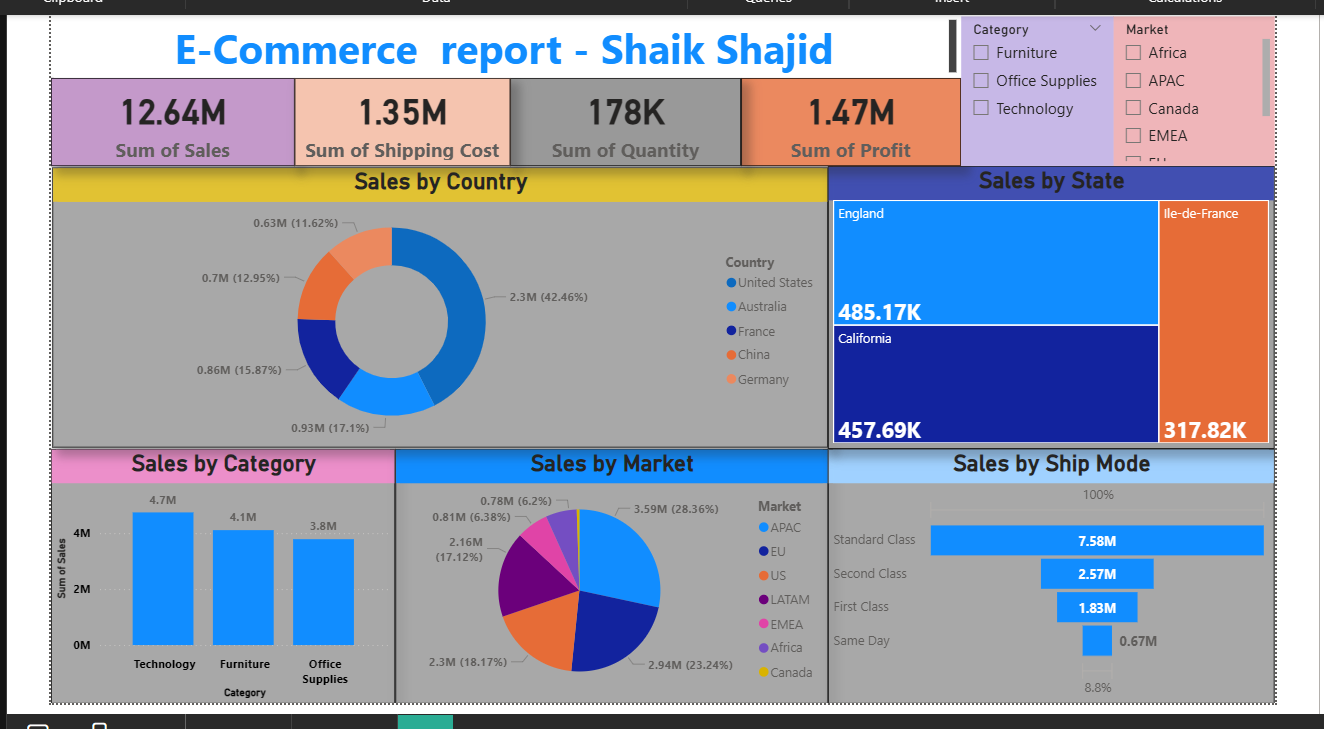 Clipboard
Data
Queries
Insert
Calculations
E-Commerce report - Shaik Shajid
Category
Furniture
Office Supplies
Technology
Market
Africa
APAC
Canada
EMEA
EU
12.64M
Sum of Sales
1.35M
Sum of Shipping Cost
178K
Sum of Quantity
1.47M
Sum of Profit
Sales by Country
0.63M (11.62%)
0.7M (12.95%)
2.3M (42.46%)
0.86M (15.87%)
0.93M (17.1%)
Country
United States
Australia
France
China
Germany
Sales by State
England
485.17K
California
457.69K
Ile-de-France
317.82K
Sales by Category
Sum of Sales
4M
2M
0M
4.7M
4.1M
3.8M
Technology
Furniture
Office
Supplies
Category
Sales by Market
0.78M (6.2%)
0.81M (6.38%)
2.16M
(17.12%)
2.3M (18.17%)
3.59M (28.36%)
2.94M (23.24%)
Market
APAC
EU
US
LATAM
EMEA
Africa
Canada
Sales by Ship Mode
100%
Standard Class
7.58M
Second Class
2.57M
First Class
1.83M
Same Day
0.67M
8.8%